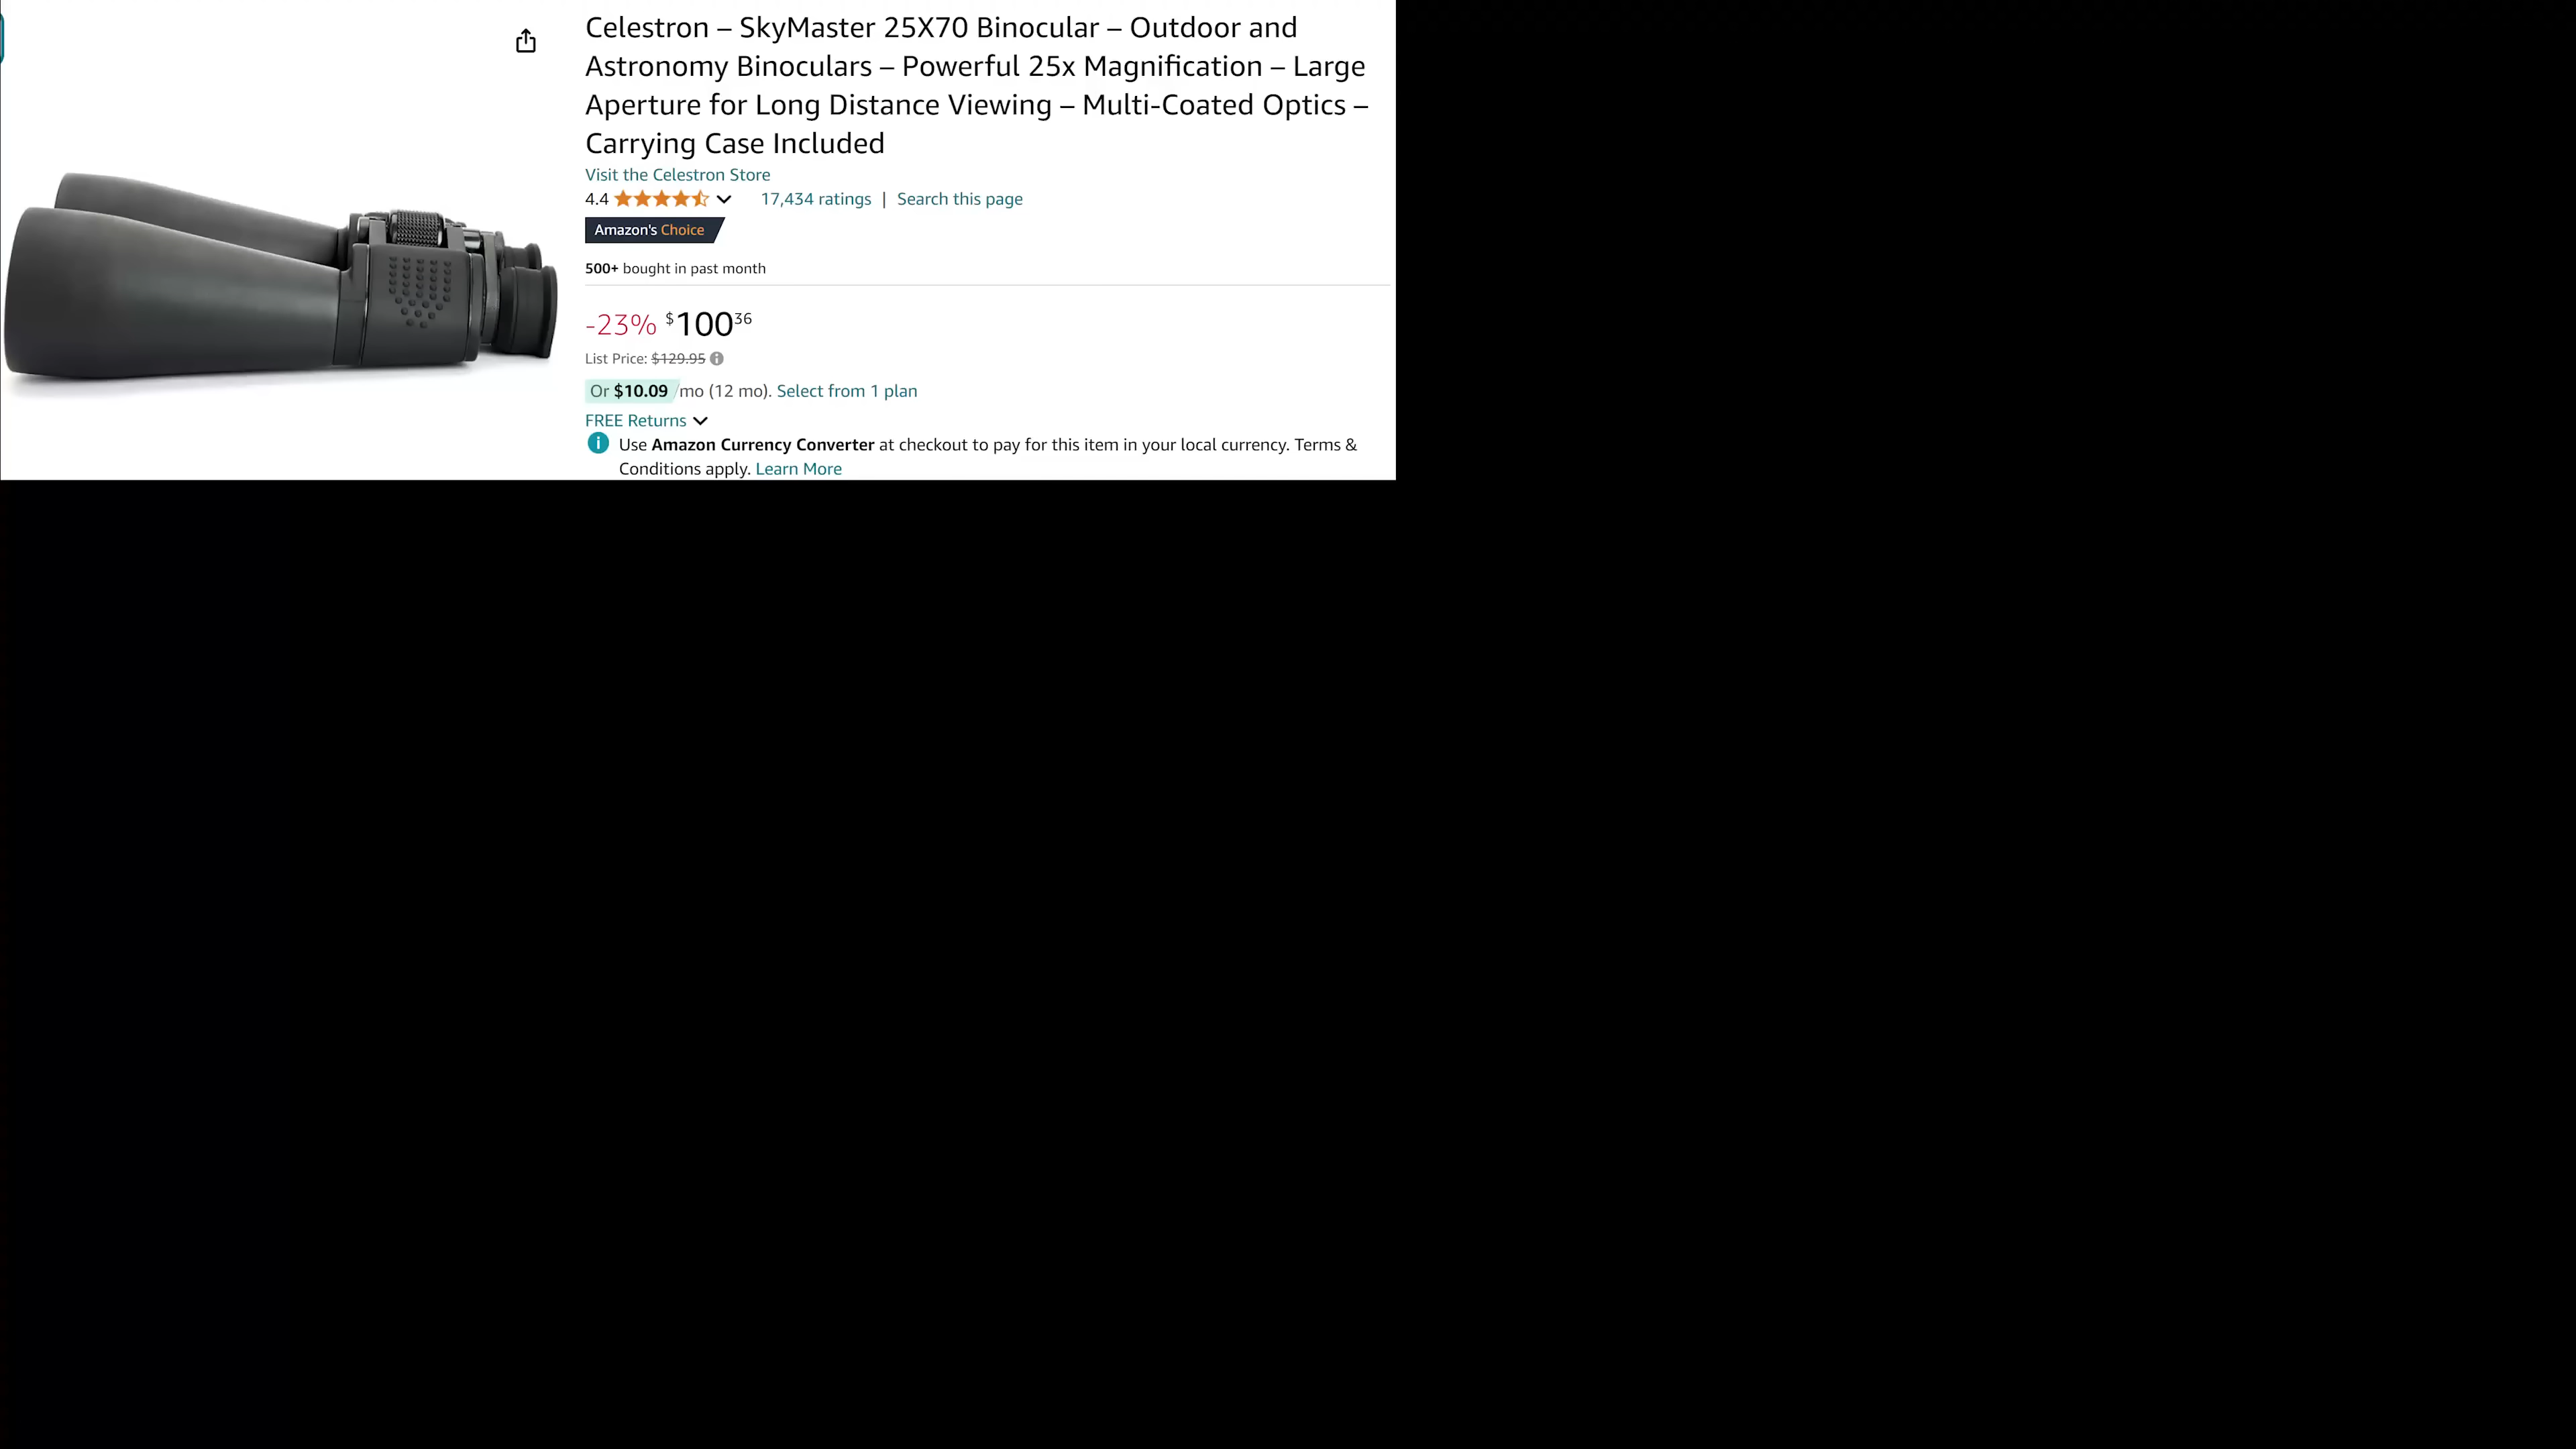 Celestron – SkyMaster 25X70 Binocular – Outdoor and
Astronomy Binoculars – Powerful 25x Magnification – Large
Aperture for Long Distance Viewing – Multi-Coated Optics –
Carrying Case Included
Visit the Celestron Store
4.4 17,434 ratings | Search this page
Amazon's Choice
500+ bought in past month
-23% $100 36
List Price: $129.95
Or $10.09 /mo (12 mo). Select from 1 plan
FREE Returns
Use Amazon Currency Converter at checkout to pay for this item in your local currency. Terms &
Conditions apply. Learn More